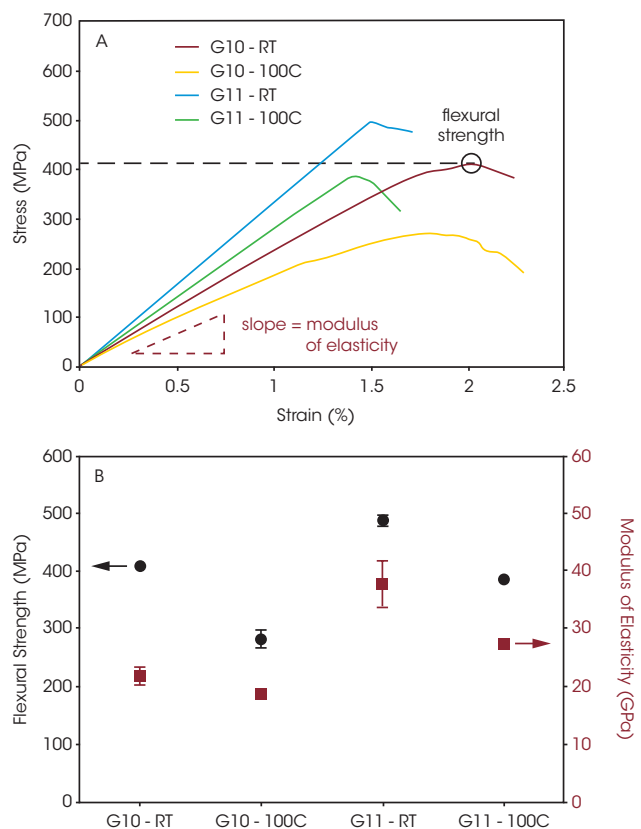 A
G10 - RT
G10 - 100C
G11 - RT
G11 - 100C
flexural
strength
slope = modulus
of elasticity
700
600
500
400
300
200
100
0
Stress (MPa)
0
0.5
1
1.5
2
2.5
Strain (%)
B
600
500
400
300
200
100
0
Flexural Strength (MPa)
60
50
40
30
20
10
0
Modulus of Elasticity
(GPa)
G10 - RT
G10 - 100C
G11 - RT
G11 - 100C